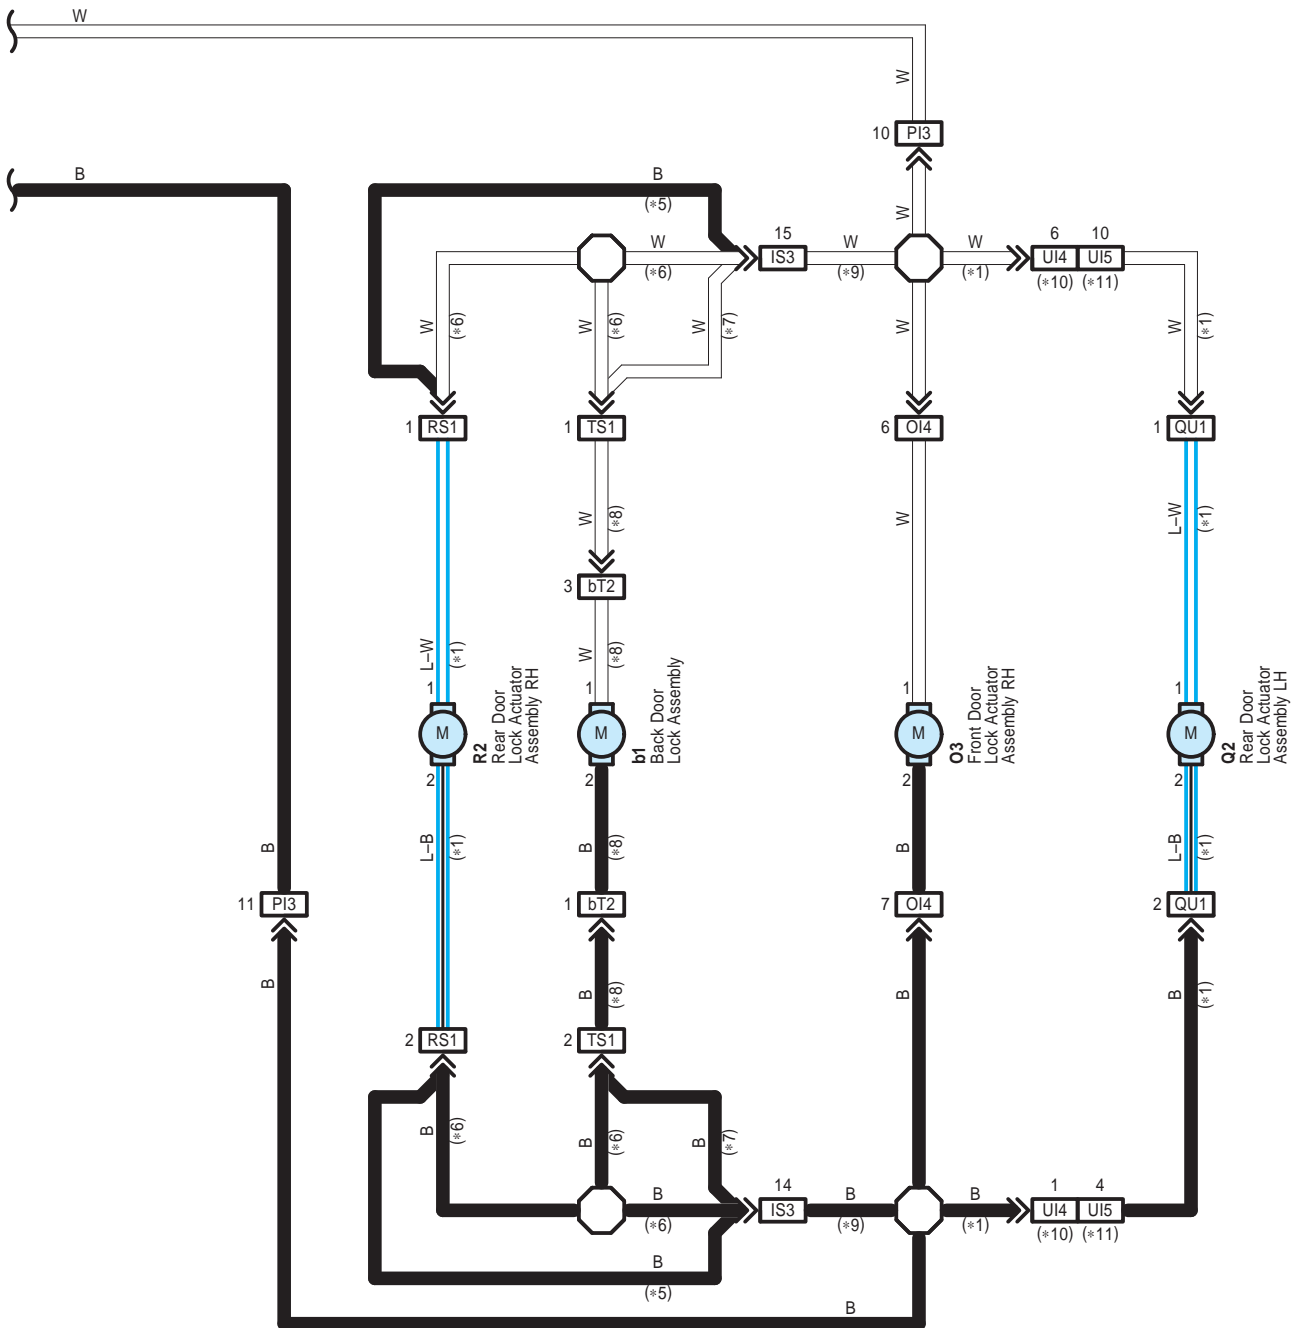 W
W
10 PI3
B
B
(*5)
W
15
W
W
6 10
W
(*6)
IS3
(*9)
(*1)
UI4 UI5
(*10) (*11)
W
(*6)
W
(*6)
W
(*7)
W
W
(*1)
1 RS1
1 TS1
6 OI4
1 QU1
W
(*8)
W
L–W
(*1)
3 bT2
L–W
(*1)
W
(*8)
1
1
1
1
M
M
M
M
R2
Rear Door
Lock Actuator
Assembly RH
b1
Back Door
Lock Assembly
O3
Front Door
Lock Actuator
Assembly RH
Q2
Rear Door
Lock Actuator
Assembly LH
2
2
2
2
B
L–B
(*1)
B
(*8)
B
L–B
(*1)
11 PI3
1 bT2
7 OI4
2 QU1
B
B
(*8)
B
B
(*1)
2 RS1
2 TS1
B
(*6)
B
(*6)
B
(*7)
B
14
B
B
1 4
(*6)
IS3
(*9)
(*1)
UI4 UI5
(*10) (*11)
B
(*5)
B